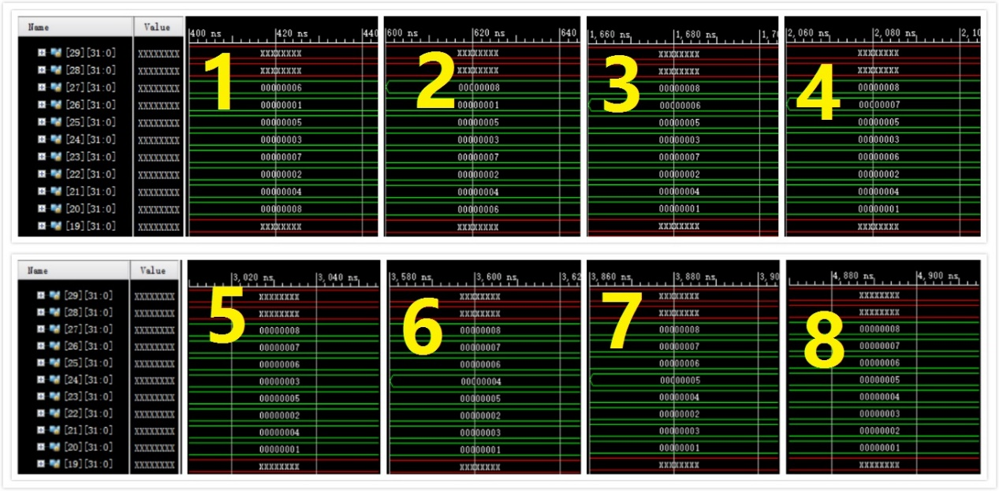 Name Value 400 ns 420 ns 440 600 ns 620 ns 640 1,660 ns 1,680 ns 1,70 2,060 ns 2,080 ns 2,10
[29][31:0] XXXXXXXX XXXXXXXX XXXXXXXX XXXXXXXX XXXXXXXX
[28][31:0] XXXXXXXX XXXXXXXX XXXXXXXX XXXXXXXX XXXXXXXX
[27][31:0] XXXXXXXX 00000006 00000008 00000008 00000008
1 2 3 4
[26][31:0] XXXXXXXX 00000001 00000001 00000006 00000007
[25][31:0] XXXXXXXX 00000005 00000005 00000005 00000005
[24][31:0] XXXXXXXX 00000003 00000003 00000003 00000003
[23][31:0] XXXXXXXX 00000007 00000007 00000007 00000006
[22][31:0] XXXXXXXX 00000002 00000002 00000002 00000002
[21][31:0] XXXXXXXX 00000004 00000004 00000004 00000004
[20][31:0] XXXXXXXX 00000008 00000006 00000001 00000001
[19][31:0] XXXXXXXX XXXXXXXX XXXXXXXX XXXXXXXX XXXXXXXX
Name Value 3,020 ns 3,040 ns 3,580 ns 3,600 ns 3,62 3,860 ns 3,880 ns 3,90 4,880 ns 4,900 ns
[29][31:0] XXXXXXXX XXXXXXXX XXXXXXXX XXXXXXXX XXXXXXXX
[28][31:0] XXXXXXXX XXXXXXXX XXXXXXXX XXXXXXXX XXXXXXXX
5 6 7 8
[27][31:0] XXXXXXXX 00000008 00000008 00000008 00000008
[26][31:0] XXXXXXXX 00000007 00000007 00000007 00000007
[25][31:0] XXXXXXXX 00000006 00000006 00000006 00000006
[24][31:0] XXXXXXXX 00000003 00000004 00000005 00000005
[23][31:0] XXXXXXXX 00000005 00000005 00000004 00000004
[22][31:0] XXXXXXXX 00000002 00000002 00000002 00000003
[21][31:0] XXXXXXXX 00000004 00000003 00000003 00000002
[20][31:0] XXXXXXXX 00000001 00000001 00000001 00000001
[19][31:0] XXXXXXXX XXXXXXXX XXXXXXXX XXXXXXXX XXXXXXXX